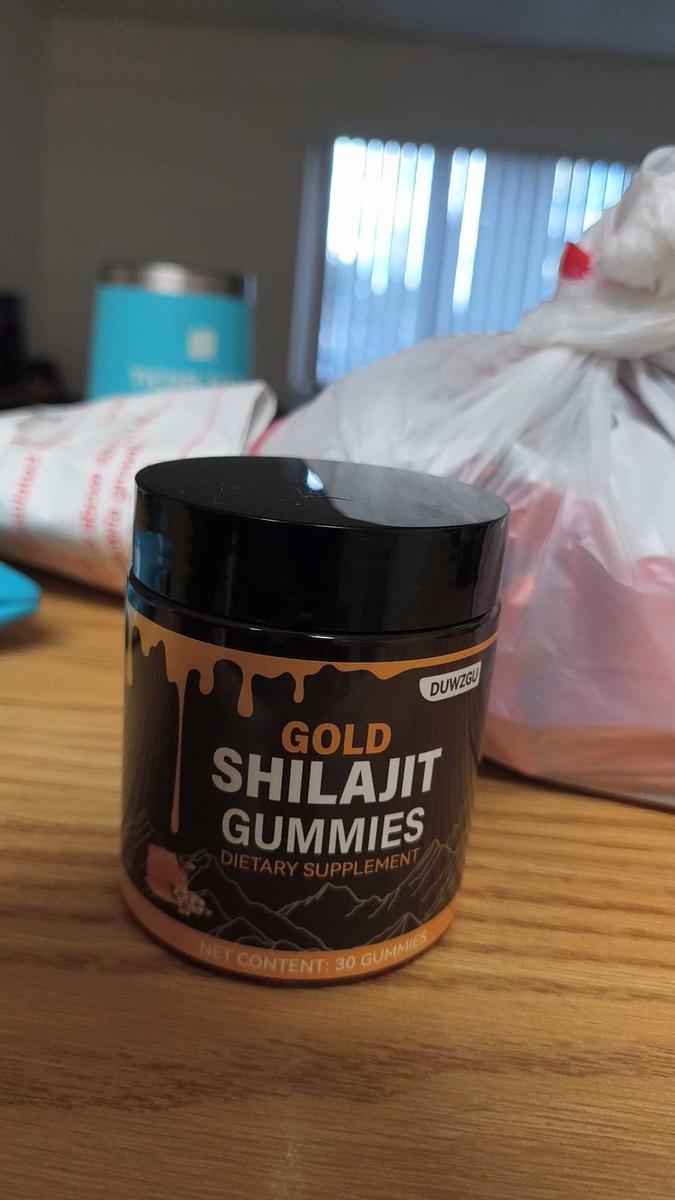 DUWZGU
GOLD
SHILAJIT
GUMMIES
DIETARY SUPPLEMENT
NET CONTENT: 30 GUMMIES